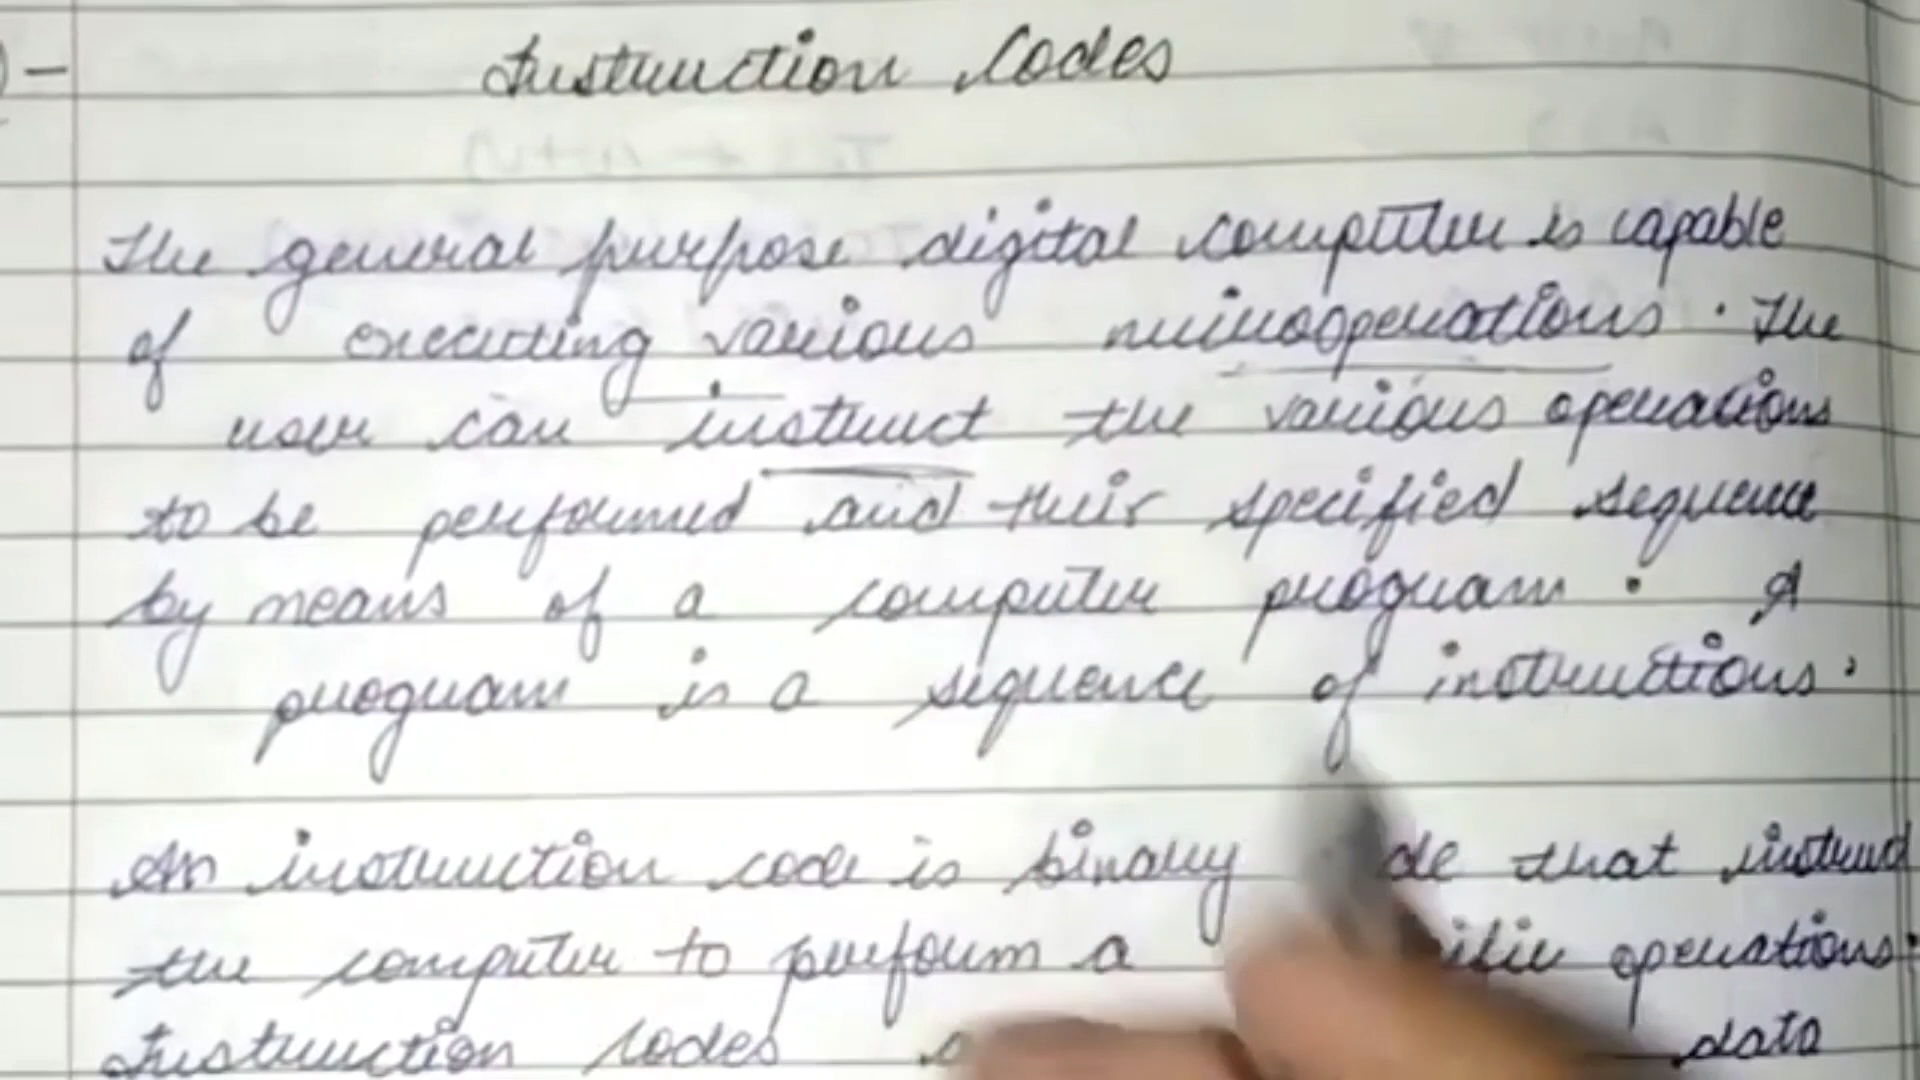 Instruction Codes
The general purpose digital computer is capable
of executing various microoperations. The
user can instruct the various operations
to be performed and their specified sequence
by means of a computer program. A
program is a sequence of instructions.
An instruction code is binary that instruct
the computer to perform a operations.
Instruction codes data